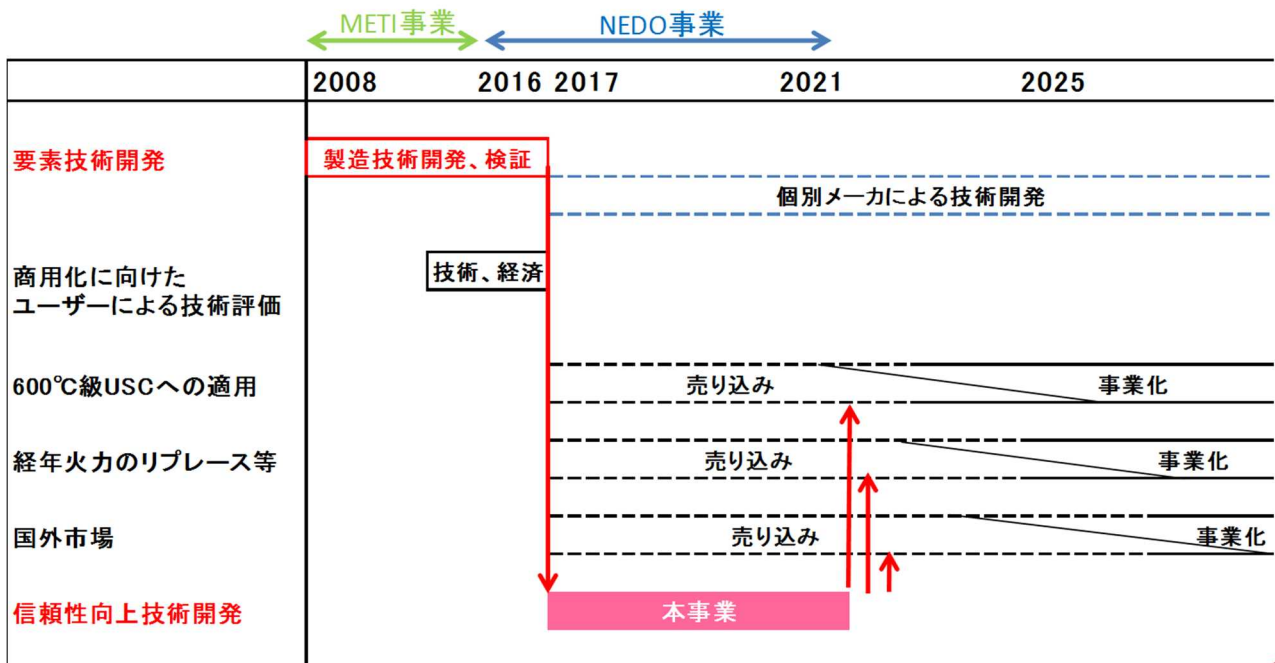 METI事業 NEDO事業
2008 2016 2017 2021 2025
要素技術開発 製造技術開発、検証
個別メーカによる技術開発
商用化に向けた
ユーザーによる技術評価
技術、経済
600℃級USCへの適用 売り込み 事業化
経年火力のリプレース等 売り込み 事業化
国外市場 売り込み 事業化
信頼性向上技術開発 本事業